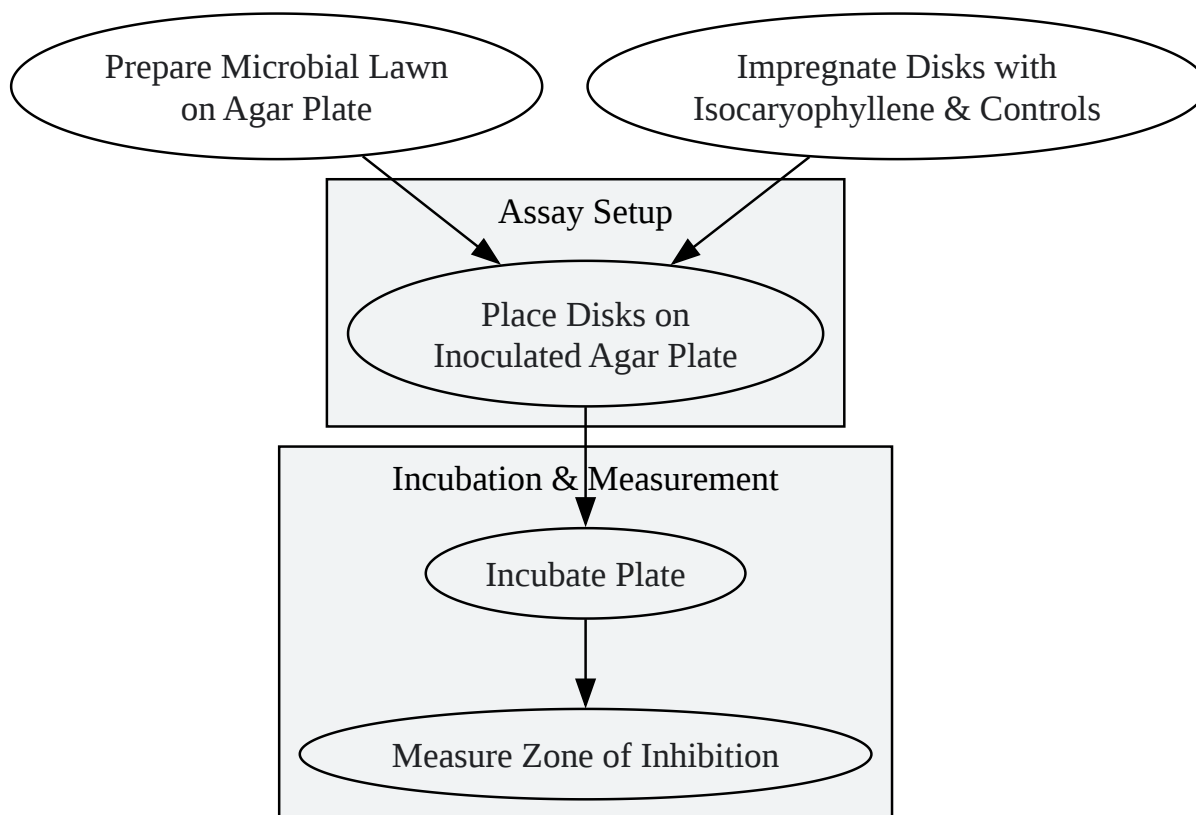 Prepare Microbial Lawn
on Agar Plate
Impregnate Disks with
Isocaryophyllene & Controls
Assay Setup
Place Disks on
Inoculated Agar Plate
Incubation & Measurement
Incubate Plate
Measure Zone of Inhibition